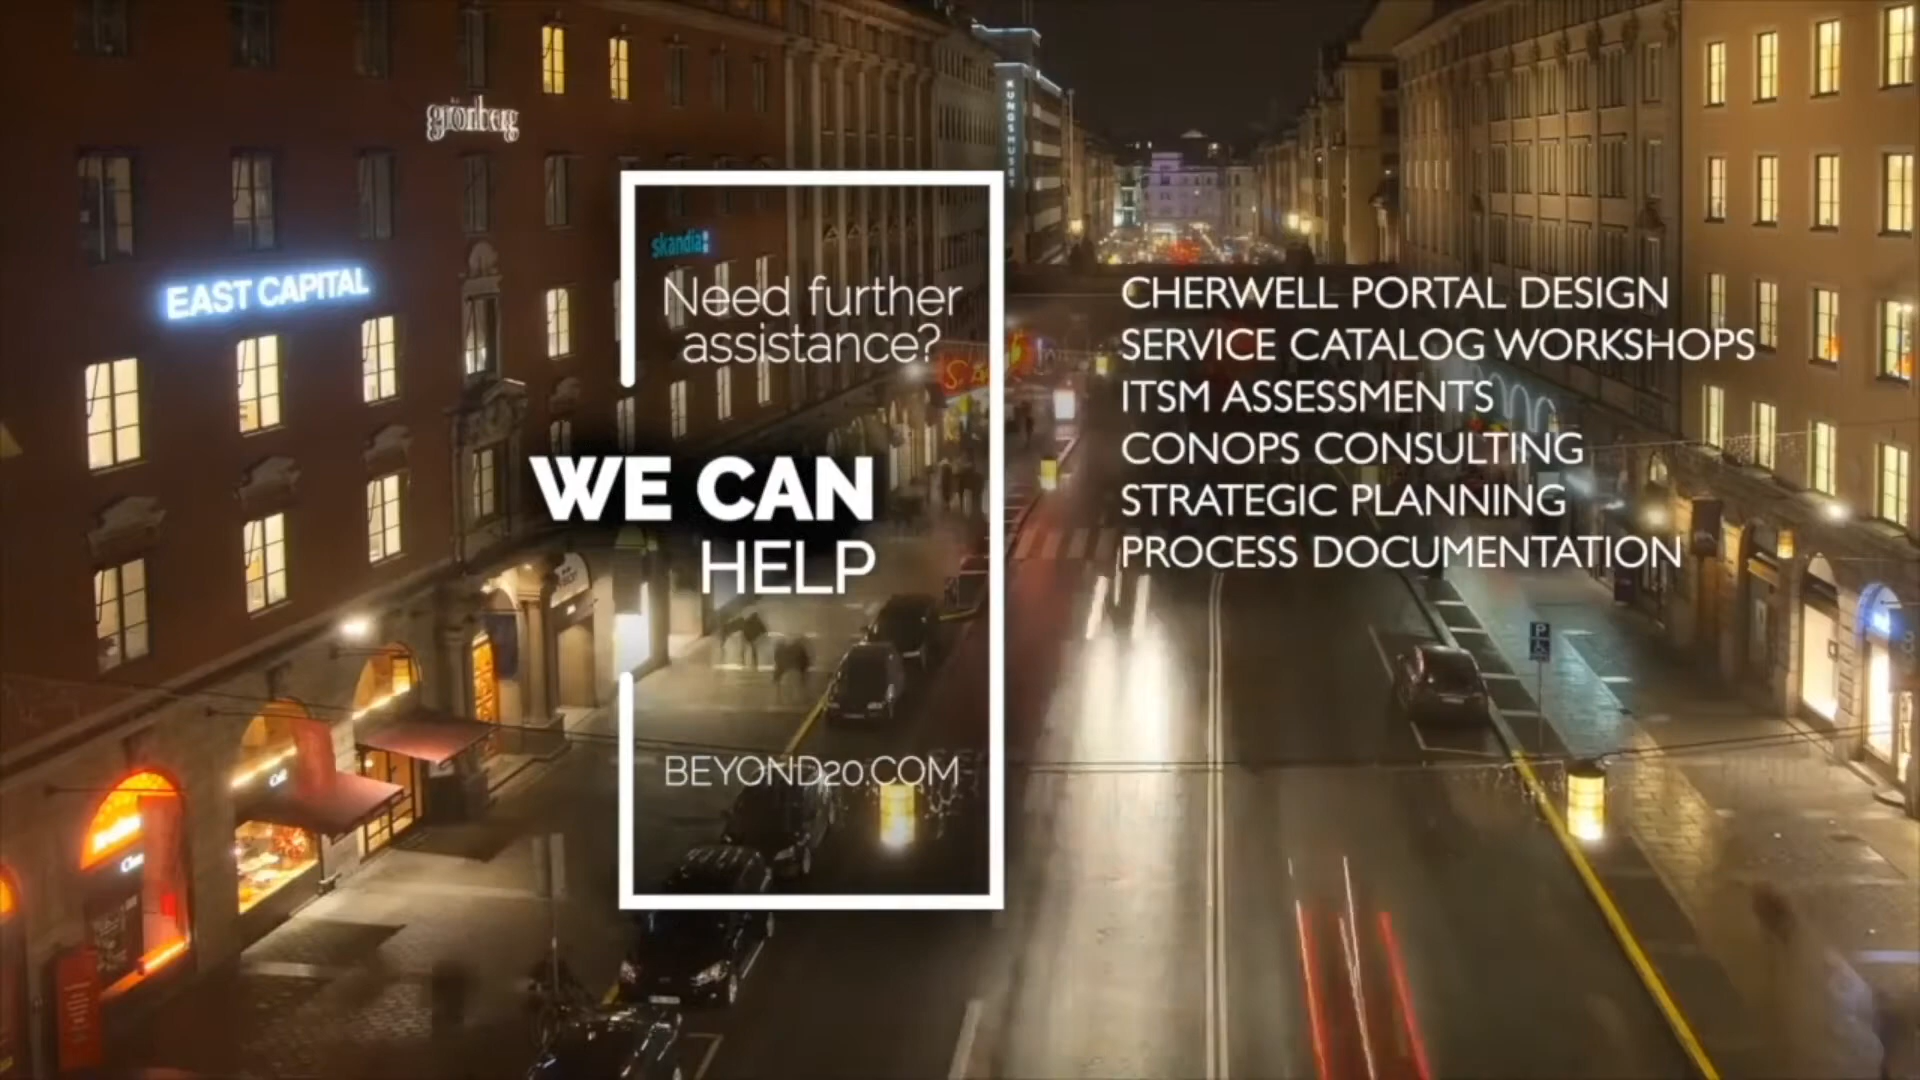 grönberg
KUNGSHUSET
skandia:
EAST CAPITAL
Need further
assistance?
WE CAN
HELP
BEYOND20.COM
CHERWELL PORTAL DESIGN
SERVICE CATALOG WORKSHOPS
ITSM ASSESSMENTS
CONOPS CONSULTING
STRATEGIC PLANNING
PROCESS DOCUMENTATION
P